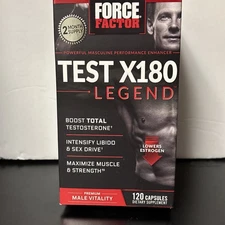 FORCE
FACTOR
2
MONTH
SUPPLY
POWERFUL MASCULINE PERFORMANCE ENHANCER
TEST X180
LEGEND
BOOST TOTAL
TESTOSTERONE†
INTENSIFY LIBIDO
& SEX DRIVE†
MAXIMIZE MUSCLE
& STRENGTH
LOWERS
ESTROGEN
PREMIUM
MALE VITALITY
120 CAPSULES
DIETARY SUPPLEMENT